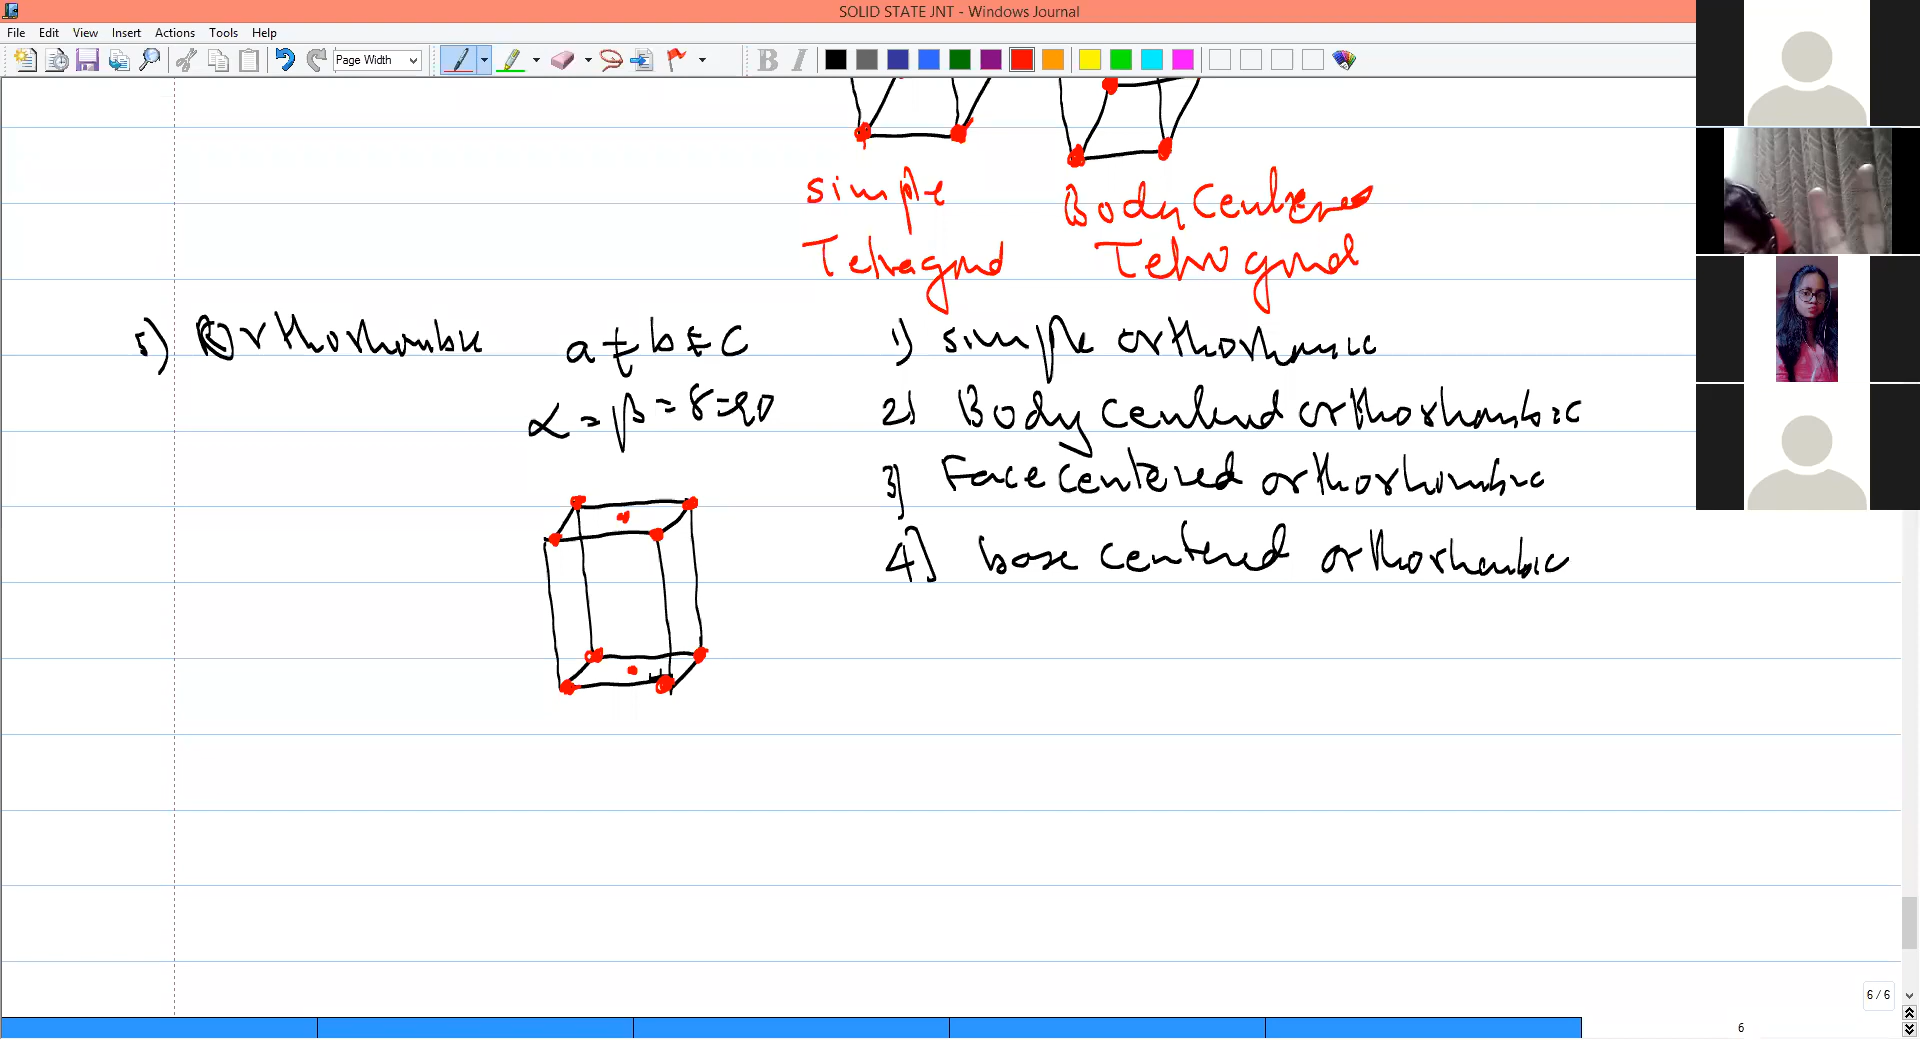 SOLID STATE JNT - Windows Journal
File Edit View Insert Actions Tools Help
Page Width
B I
simple
Tetragnd
Body Centered
Tetrognd
5) Orthorhombic a ≠ b ≠ c
α = β = γ = 90
1) simple orthorhombic
2) Body centered orthorhombic
3) Face centered orthorhombic
4) base centered orthorhombic
6 / 6
6